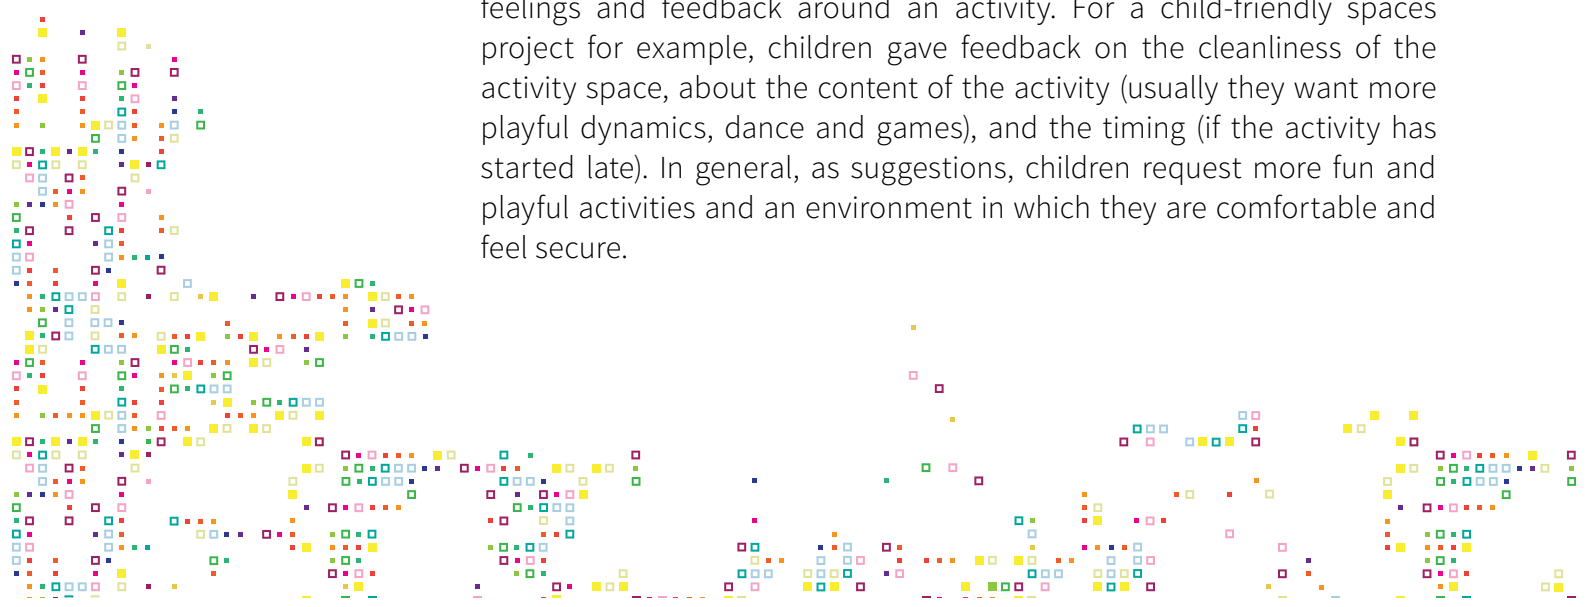 feelings and feedback around an activity. For a child-friendly spaces
project for example, children gave feedback on the cleanliness of the
activity space, about the content of the activity (usually they want more
playful dynamics, dance and games), and the timing (if the activity has
started late). In general, as suggestions, children request more fun and
playful activities and an environment in which they are comfortable and
feel secure.